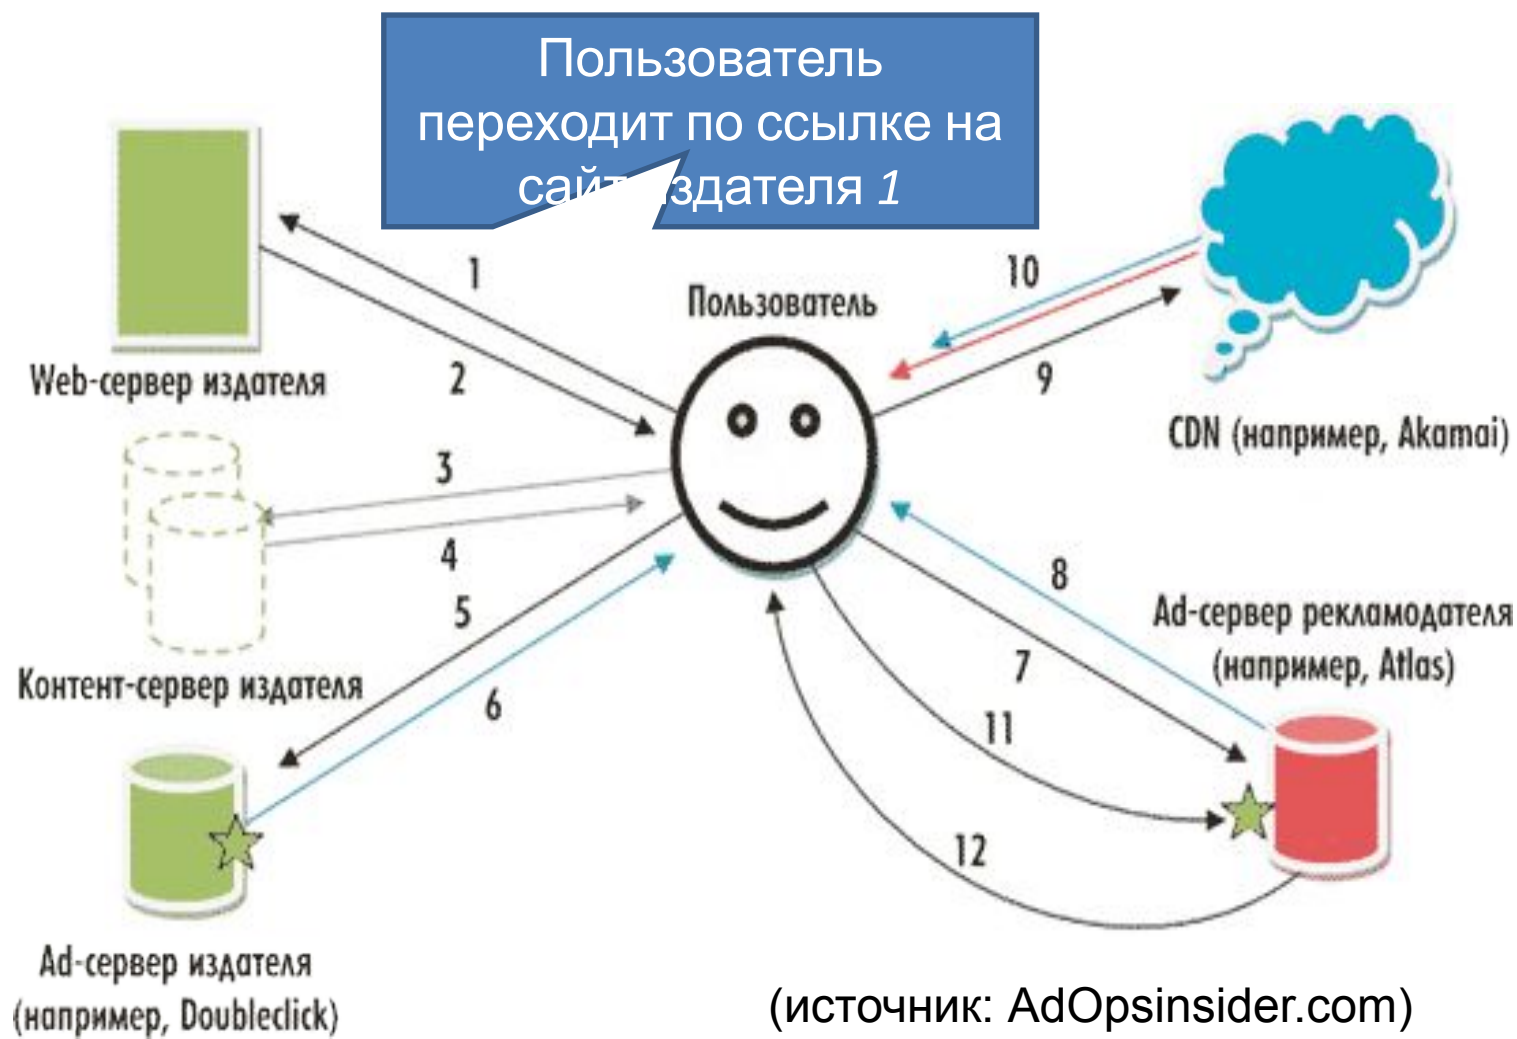 Пользователь
переходит по ссылке на
сайт издателя 1
10
1
Пользователь
2
9
Web-сервер издателя
CDN (например, Akamai)
3
4
8
5
Ad-сервер рекламодателя
(например, Atlas)
7
Контент-сервер издателя
6
11
12
Ad-сервер издателя
(например, Doubleclick)
(источник: AdOpsinsider.com)